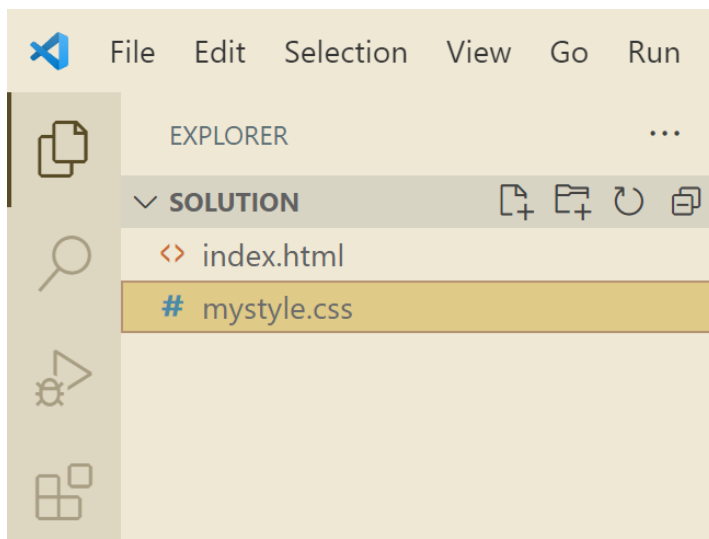 File Edit Selection View Go Run
EXPLORER ...
SOLUTION
<> index.html
# mystyle.css